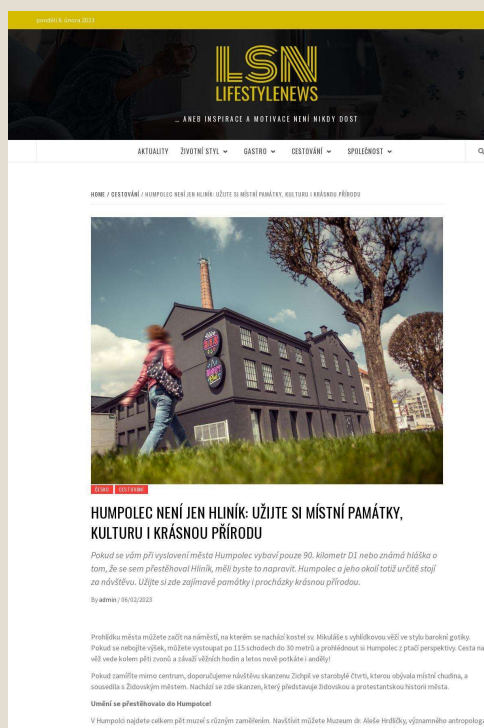 pondělí 6. února 2023
LSN
LIFESTYLENEWS
... ANEB INSPIRACE A MOTIVACE NENÍ NIKDY DOST
AKTUALITY ŽIVOTNÍ STYL GASTRO CESTOVÁNÍ SPOLEČNOST
HOME / CESTOVÁNÍ / HUMPOLEC NENÍ JEN HLINÍK: UŽIJTE SI MÍSTNÍ PAMÁTKY, KULTURU I KRÁSNOU PŘÍRODU
ČESKO CESTOVÁNÍ
HUMPOLEC NENÍ JEN HLINÍK: UŽIJTE SI MÍSTNÍ PAMÁTKY,
KULTURU I KRÁSNOU PŘÍRODU
Pokud se vám při vyslovení města Humpolec vybaví pouze 90. kilometr D1 nebo známá hláška o
tom, že se sem přestěhoval Hliník, měli byste to napravit. Humpolec a jeho okolí totiž určitě stojí
za návštěvu. Užijte si zde zajímavé památky i procházky krásnou přírodou.
By admin / 06/02/2023
Prohlídku města můžete začít na náměstí, na kterém se nachází kostel sv. Mikuláše s vyhlídkovou věží ve stylu barokní gotiky.
Pokud se nebojíte výšek, můžete vystoupat po 115 schodech do 30 metrů a prohlédnout si Humpolec z ptačí perspektivy. Cesta na
věž vede kolem pěti zvonů a závaží věžních hodin a letos nově potkáte i anděly!
Pokud zamíříte mimo centrum, doporučujeme návštěvu skanzenu Zichpil ve starobylé čtvrti, kterou obývala místní chudina, a
sousedila s Židovským městem. Nachází se zde skanzen, který představuje židovskou a protestantskou historii města.
Umění se přestěhovalo do Humpolce!
V Humpolci najdete celkem pět muzeí s různým zaměřením. Navštívit můžete Muzeum dr. Aleše Hrdličky, významného antropologa